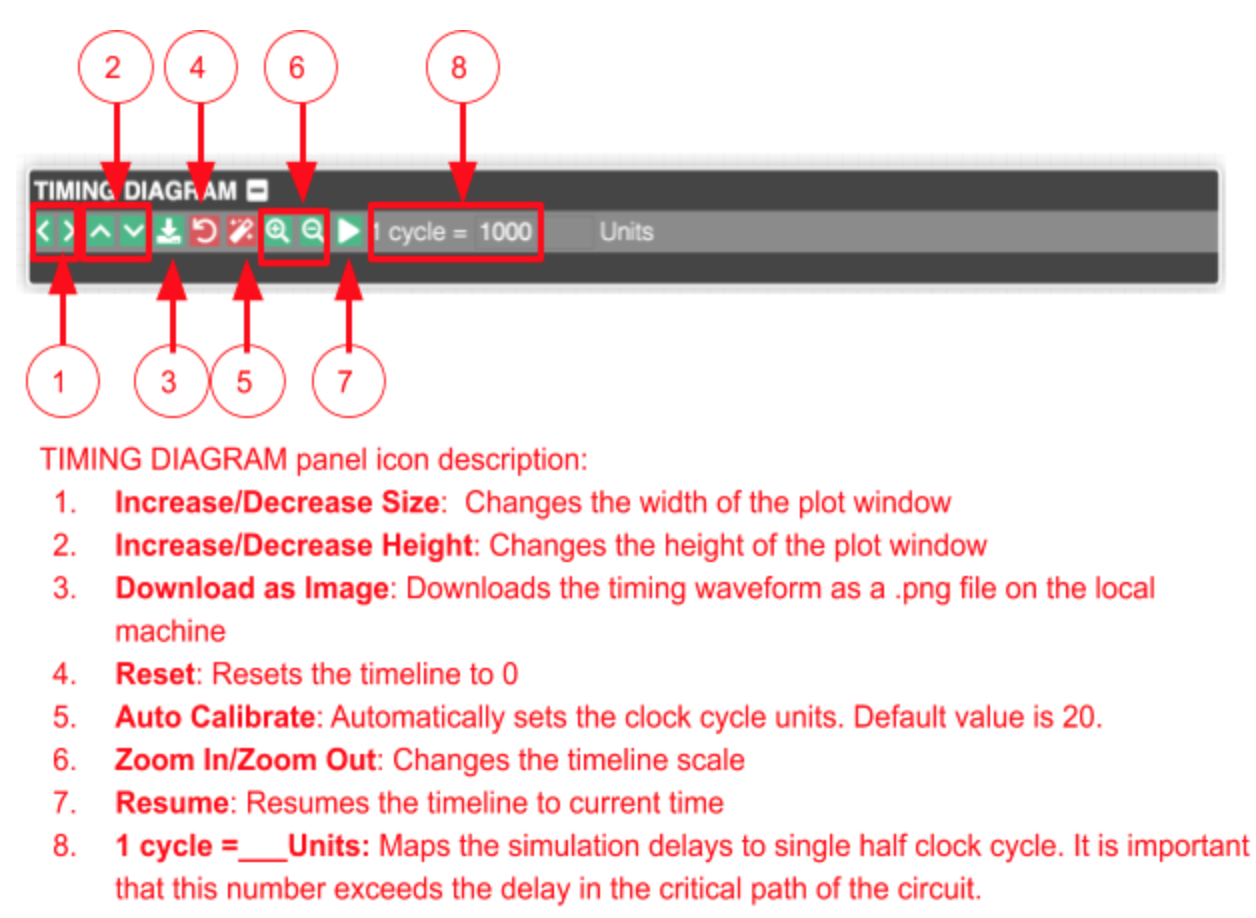 2 4 6 8
TIMING DIAGRAM
1 cycle = 1000 Units
1 3 5 7
TIMING DIAGRAM panel icon description:
1. Increase/Decrease Size: Changes the width of the plot window
2. Increase/Decrease Height: Changes the height of the plot window
3. Download as Image: Downloads the timing waveform as a .png file on the local
machine
4. Reset: Resets the timeline to 0
5. Auto Calibrate: Automatically sets the clock cycle units. Default value is 20.
6. Zoom In/Zoom Out: Changes the timeline scale
7. Resume: Resumes the timeline to current time
8. 1 cycle =___Units: Maps the simulation delays to single half clock cycle. It is important
that this number exceeds the delay in the critical path of the circuit.